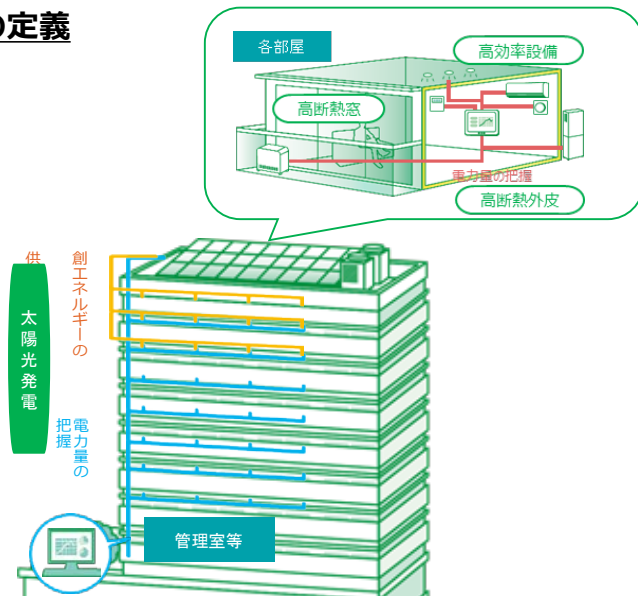 の定義
各部屋
高効率設備
高断熱窓
電力量の把握
高断熱外皮
創エネルギーの
供
太陽光発電
電力量の
把握
管理室等